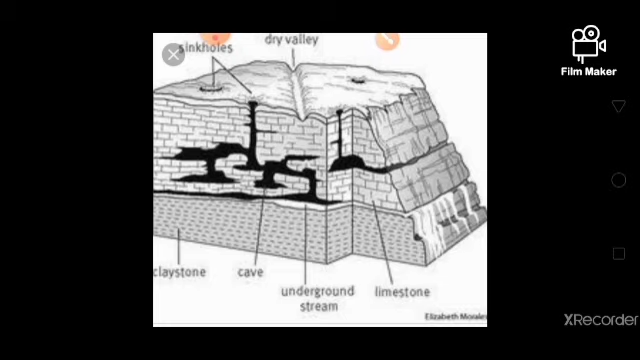 dry valley
sinkholes
Film Maker
claystone
cave
underground
stream
limestone
Elizabeth Morales
XRecorder